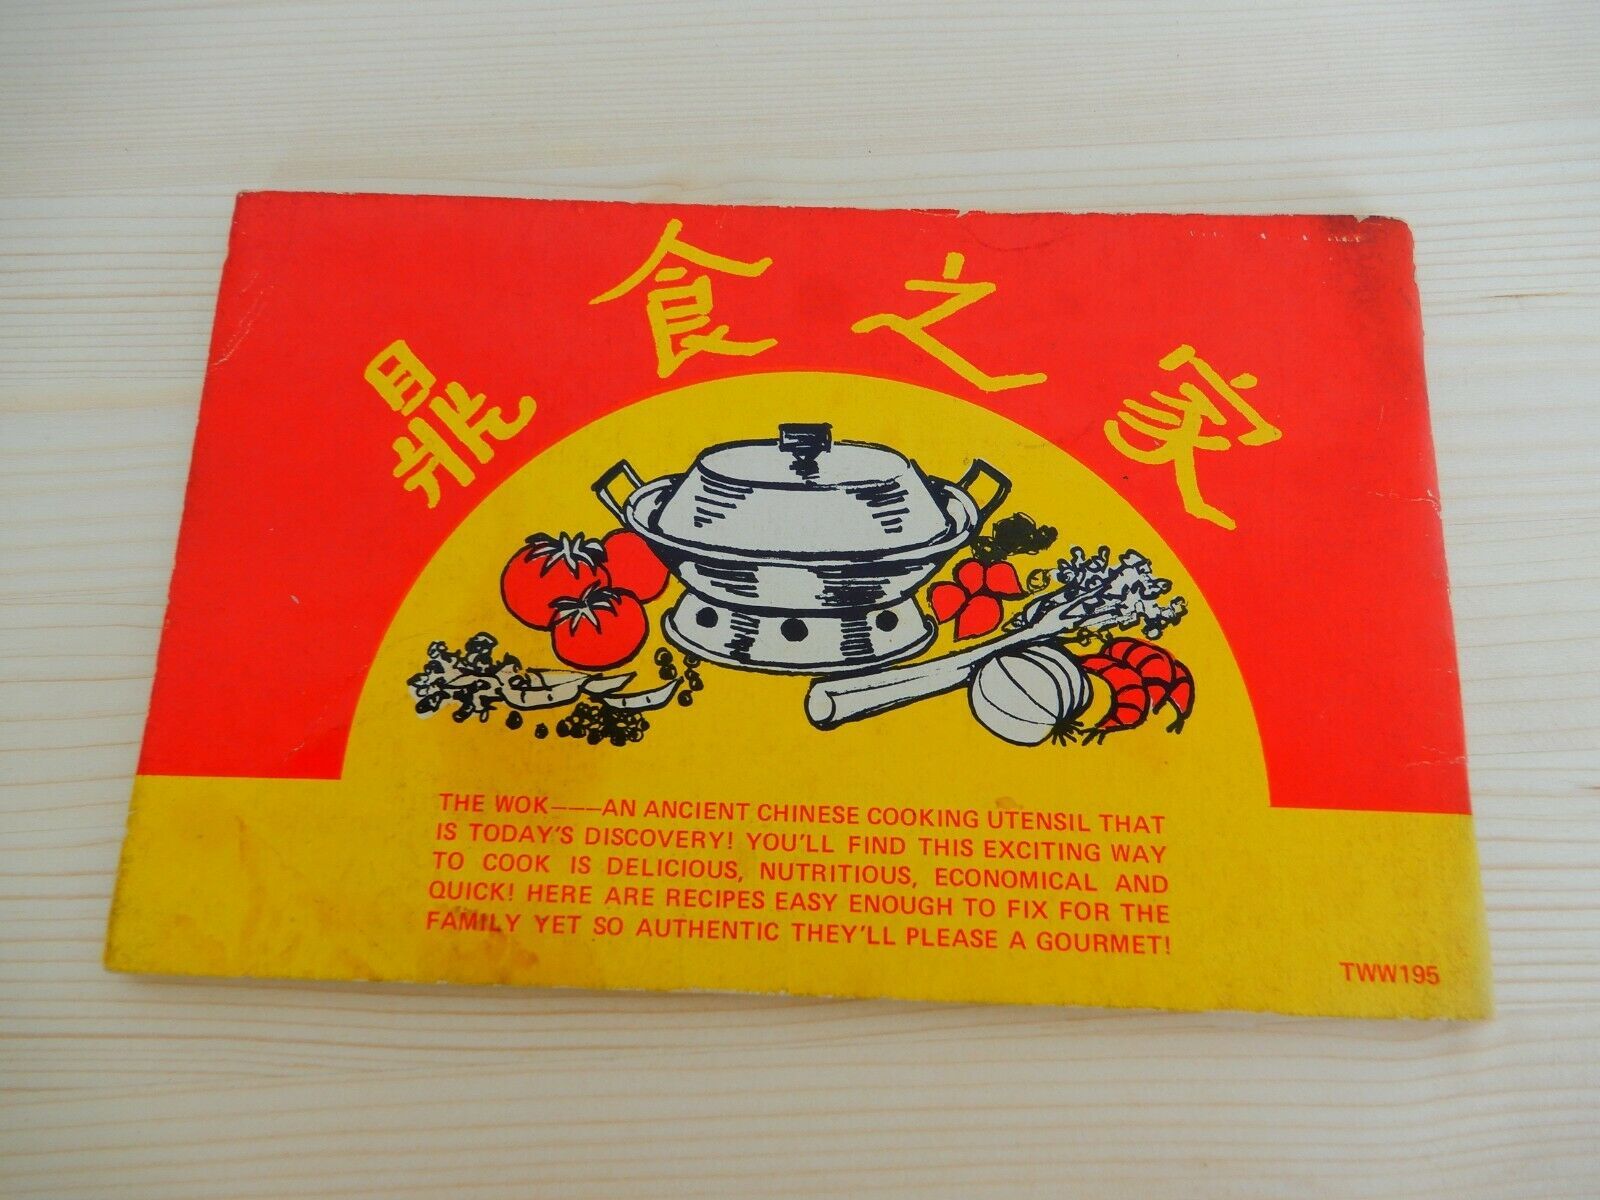 鼎食之家
THE WOK———AN ANCIENT CHINESE COOKING UTENSIL THAT
IS TODAY'S DISCOVERY! YOU'LL FIND THIS EXCITING WAY
TO COOK IS DELICIOUS, NUTRITIOUS, ECONOMICAL AND
QUICK! HERE ARE RECIPES EASY ENOUGH TO FIX FOR THE
FAMILY YET SO AUTHENTIC THEY'LL PLEASE A GOURMET!
TWW195